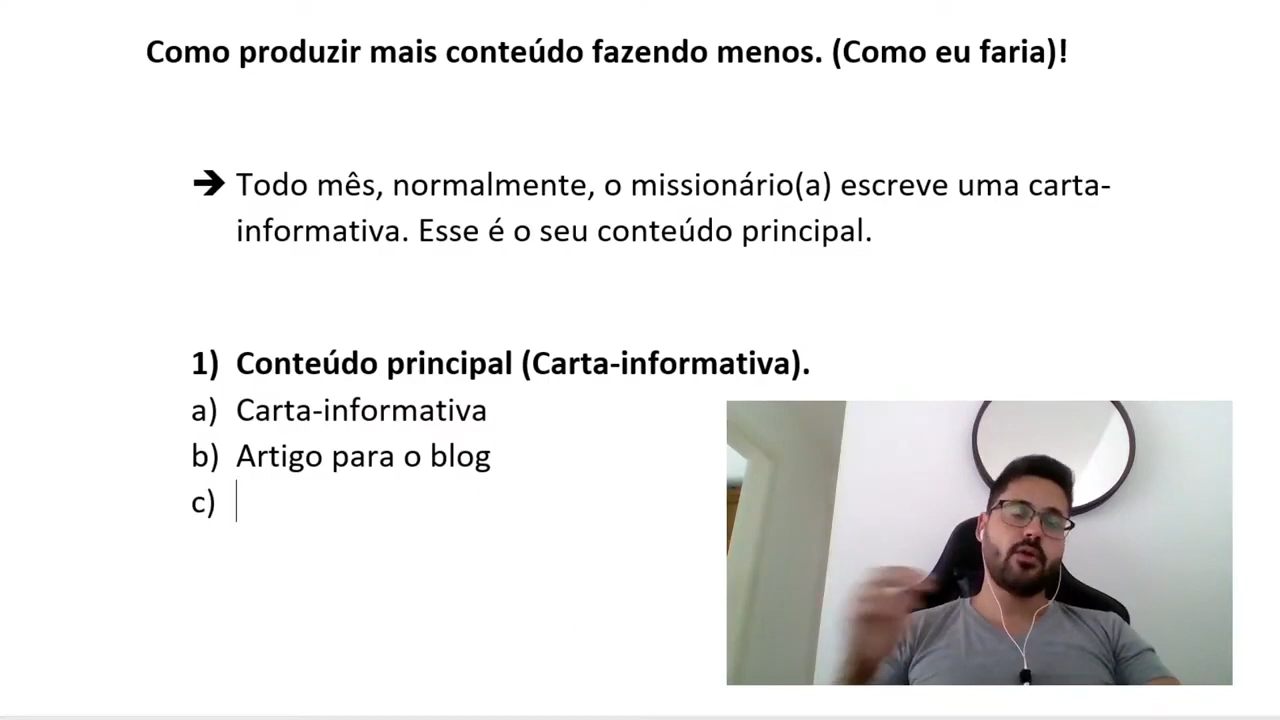 Como produzir mais conteúdo fazendo menos. (Como eu faria)!
➔ Todo mês, normalmente, o missionário(a) escreve uma carta-
informativa. Esse é o seu conteúdo principal.
1) Conteúdo principal (Carta-informativa).
a) Carta-informativa
b) Artigo para o blog
c)